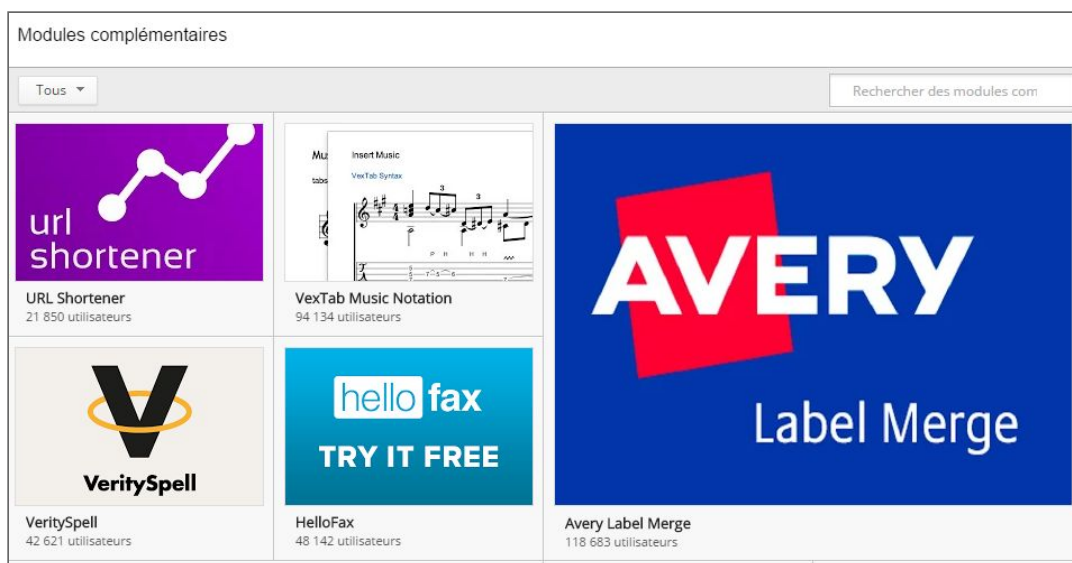 Modules complémentaires
Tous
Rechercher des modules com
url
shortener
URL Shortener
21 850 utilisateurs
Insert Music
VexTab Syntax
3
3
P H H H
VexTab Music Notation
94 134 utilisateurs
AVERY
Label Merge
Avery Label Merge
118 683 utilisateurs
VeritySpell
VeritySpell
42 621 utilisateurs
hello fax
TRY IT FREE
HelloFax
48 142 utilisateurs